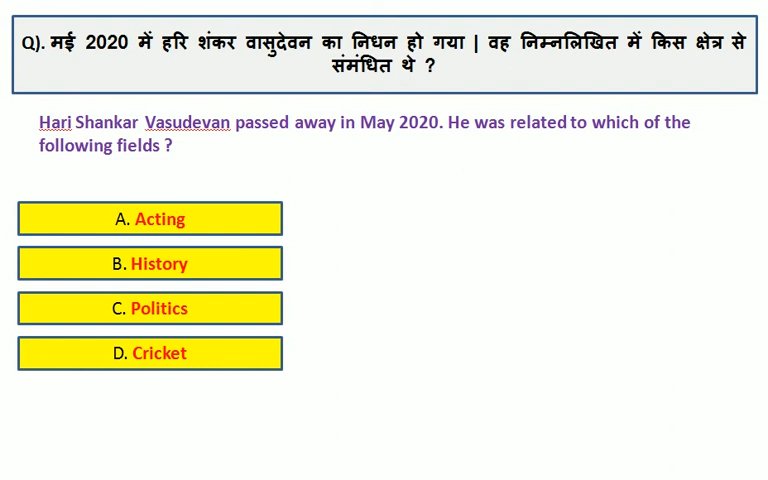 Q). मई 2020 में हरि शंकर वासुदेवन का निधन हो गया | वह निम्नलिखित में किस क्षेत्र से
संमंधित थे ?
Hari Shankar Vasudevan passed away in May 2020. He was related to which of the
following fields ?
A. Acting
B. History
C. Politics
D. Cricket